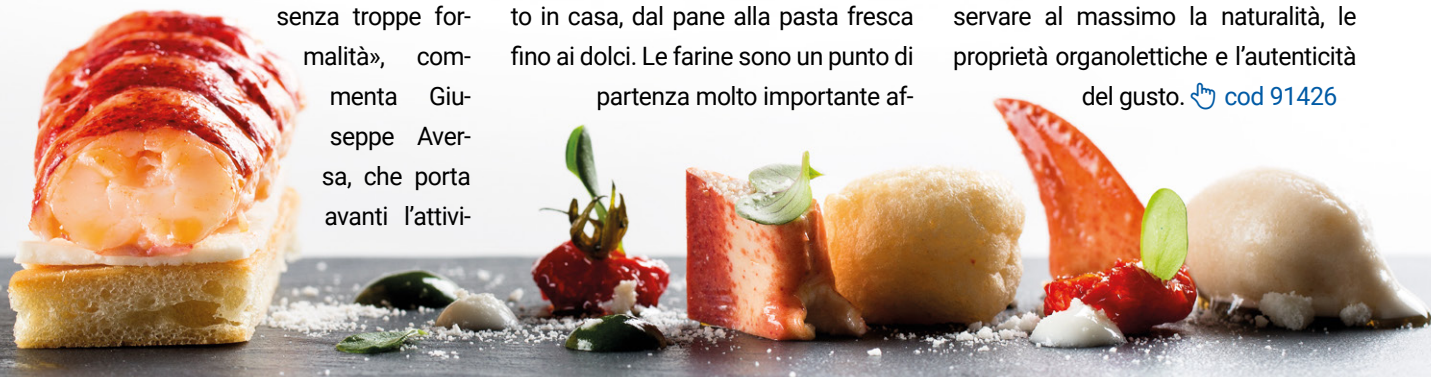 senza troppe for-
malità», com-
menta Giu-
seppe Aver-
sa, che porta
avanti l’attivi-
to in casa, dal pane alla pasta fresca
fino ai dolci. Le farine sono un punto di
partenza molto importante af-
servare al massimo la naturalità, le
proprietà organolettiche e l’autenticità
del gusto. cod 91426